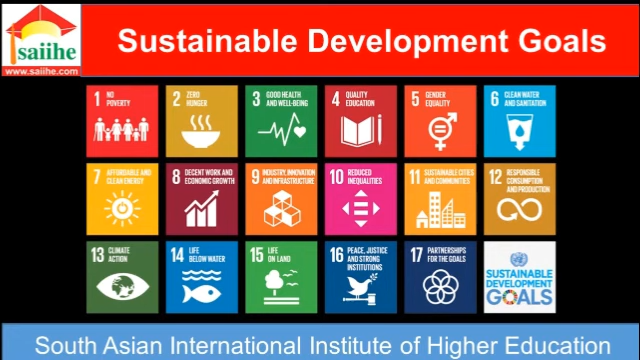 saiihe
www.saiihe.com
Sustainable Development Goals
1 NO
POVERTY
2 ZERO
HUNGER
3 GOOD HEALTH
AND WELL-BEING
4 QUALITY
EDUCATION
5 GENDER
EQUALITY
6 CLEAN WATER
AND SANITATION
7 AFFORDABLE AND
CLEAN ENERGY
8 DECENT WORK AND
ECONOMIC GROWTH
9 INDUSTRY, INNOVATION
AND INFRASTRUCTURE
10 REDUCED
INEQUALITIES
11 SUSTAINABLE CITIES
AND COMMUNITIES
12 RESPONSIBLE
CONSUMPTION
AND PRODUCTION
13 CLIMATE
ACTION
14 LIFE
BELOW WATER
15 LIFE
ON LAND
16 PEACE, JUSTICE
AND STRONG
INSTITUTIONS
17 PARTNERSHIPS
FOR THE GOALS
SUSTAINABLE
DEVELOPMENT
GOALS
South Asian International Institute of Higher Education